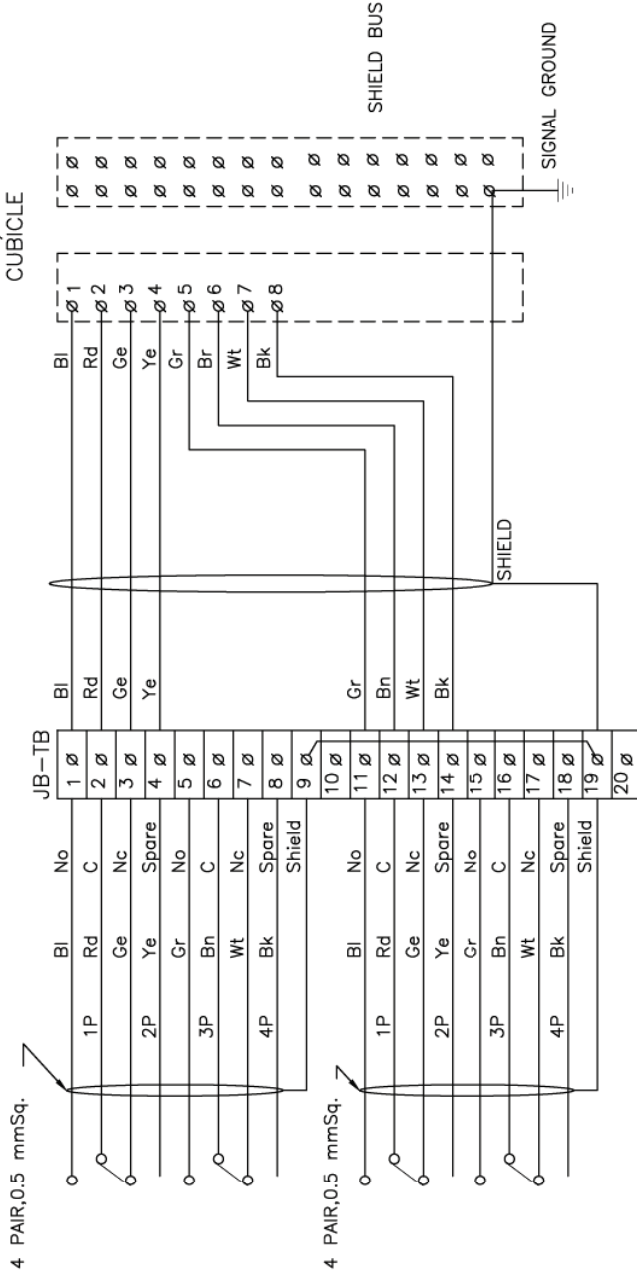 CUBICLE
4 PAIR,0.5 mmSq.
JB-TB
Bl No 1 Bl Bl 1
1P Rd C 2 Rd Rd 2
Ge Nc 3 Ge Ge 3
2P Ye Spare 4 Ye Ye 4
Gr No 5 Gr 5
3P Bn C 6 Br 6
Wt Nc 7 Wt 7
4P Bk Spare 8 Bk 8
Shield 9
10
4 PAIR,0.5 mmSq.
Bl No 11 Gr
1P Rd C 12 Bn
Ge Nc 13 Wt
2P Ye Spare 14 Bk
Gr No 15
3P Bn C 16
Wt Nc 17
4P Bk Spare 18
Shield 19
20
SHIELD
SHIELD BUS
SIGNAL GROUND